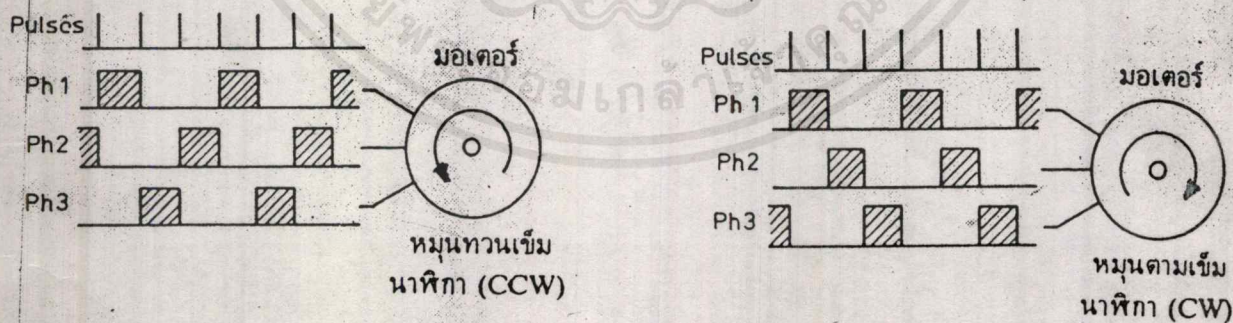 Pulses
Ph 1
Ph2
Ph3
มอเตอร์
หมุนทวนเข็ม
นาฬิกา (CCW)
Pulses
Ph 1
Ph2
Ph3
มอเตอร์
หมุนตามเข็ม
นาฬิกา (CW)